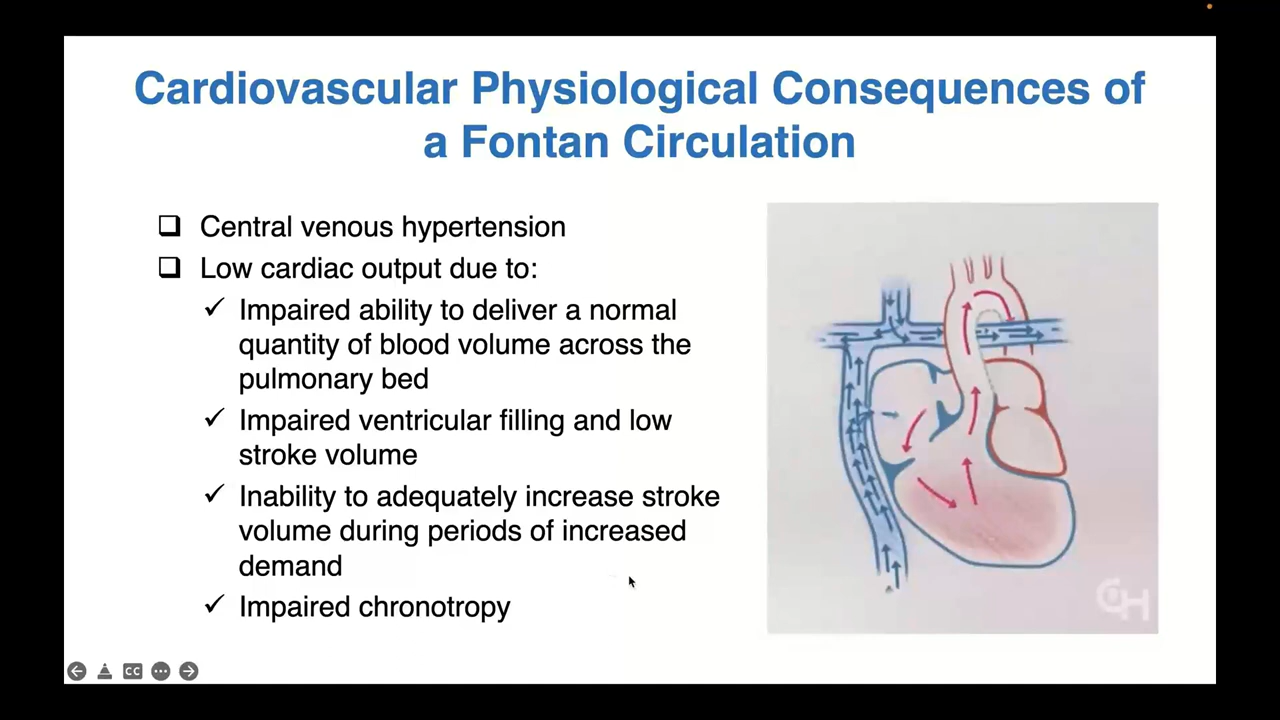 Cardiovascular Physiological Consequences of
a Fontan Circulation
❑ Central venous hypertension
❑ Low cardiac output due to:
✓ Impaired ability to deliver a normal
quantity of blood volume across the
pulmonary bed
✓ Impaired ventricular filling and low
stroke volume
✓ Inability to adequately increase stroke
volume during periods of increased
demand
✓ Impaired chronotropy
CH
CC